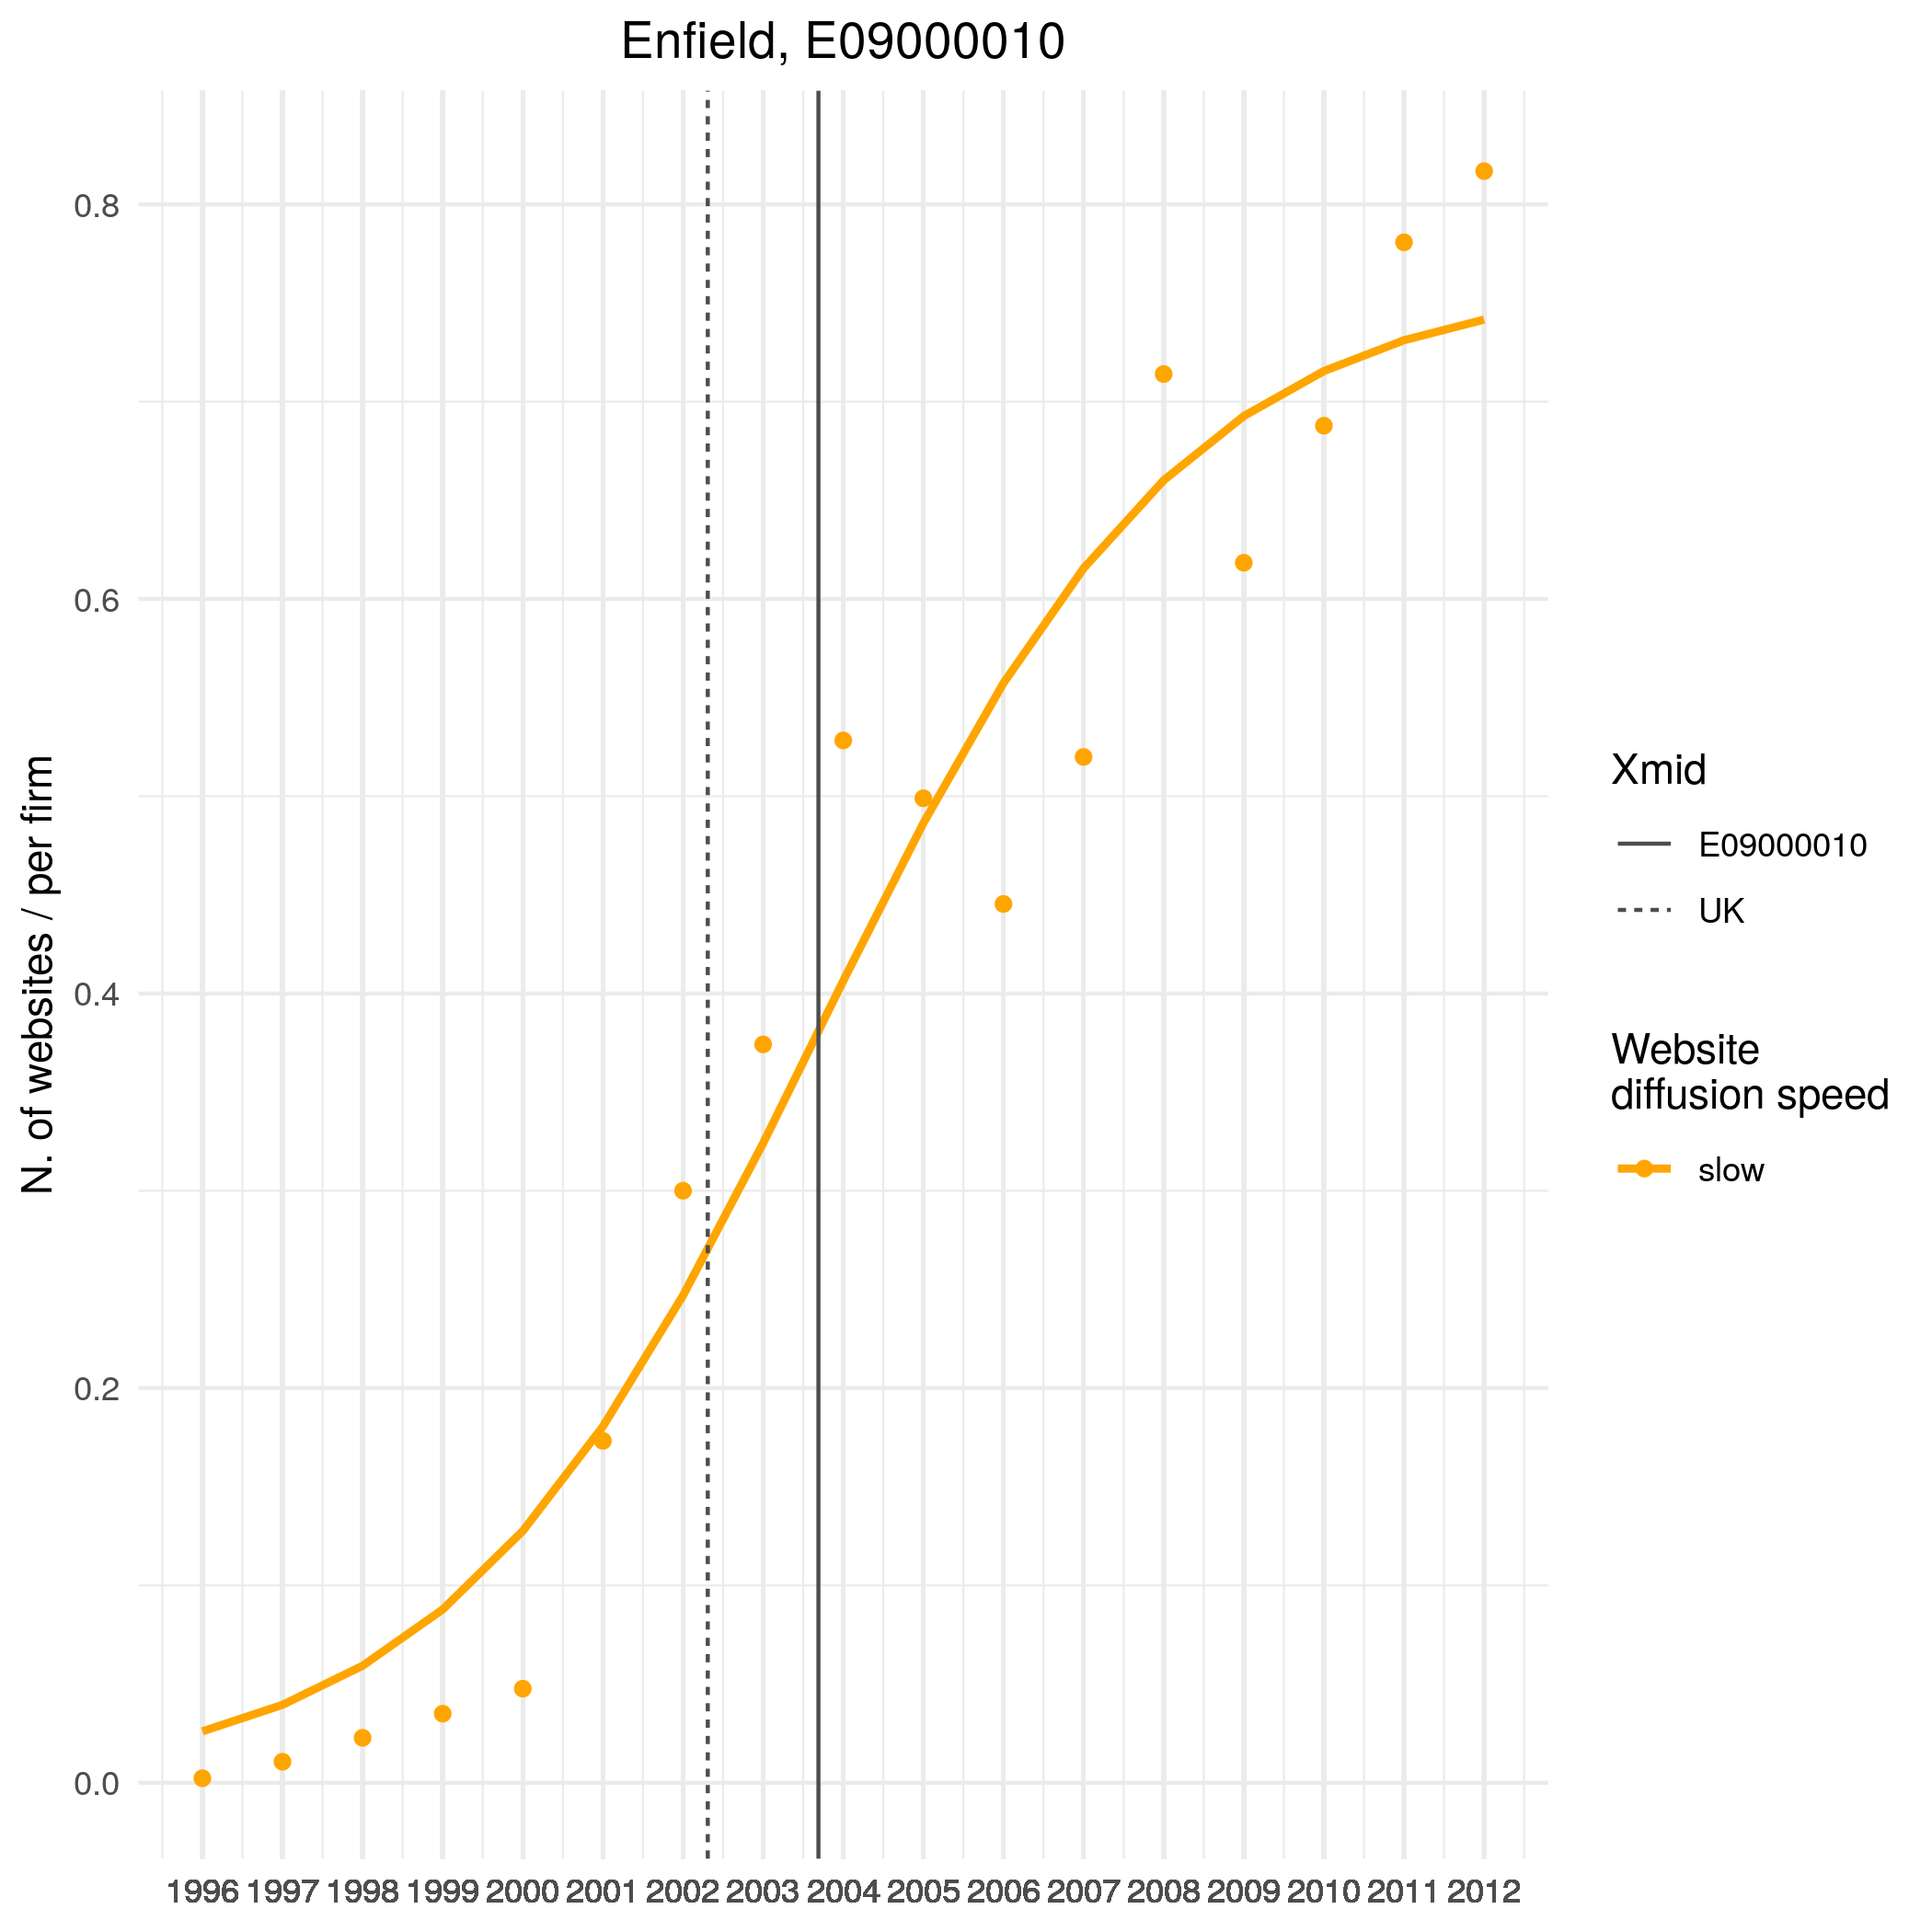 Enfield, E09000010
N. of websites / per firm
0.8
0.6
0.4
0.2
0.0
1996 1997 1998 1999 2000 2001 2002 2003 2004 2005 2006 2007 2008 2009 2010 2011 2012
Xmid
E09000010
UK
Website
diffusion speed
slow